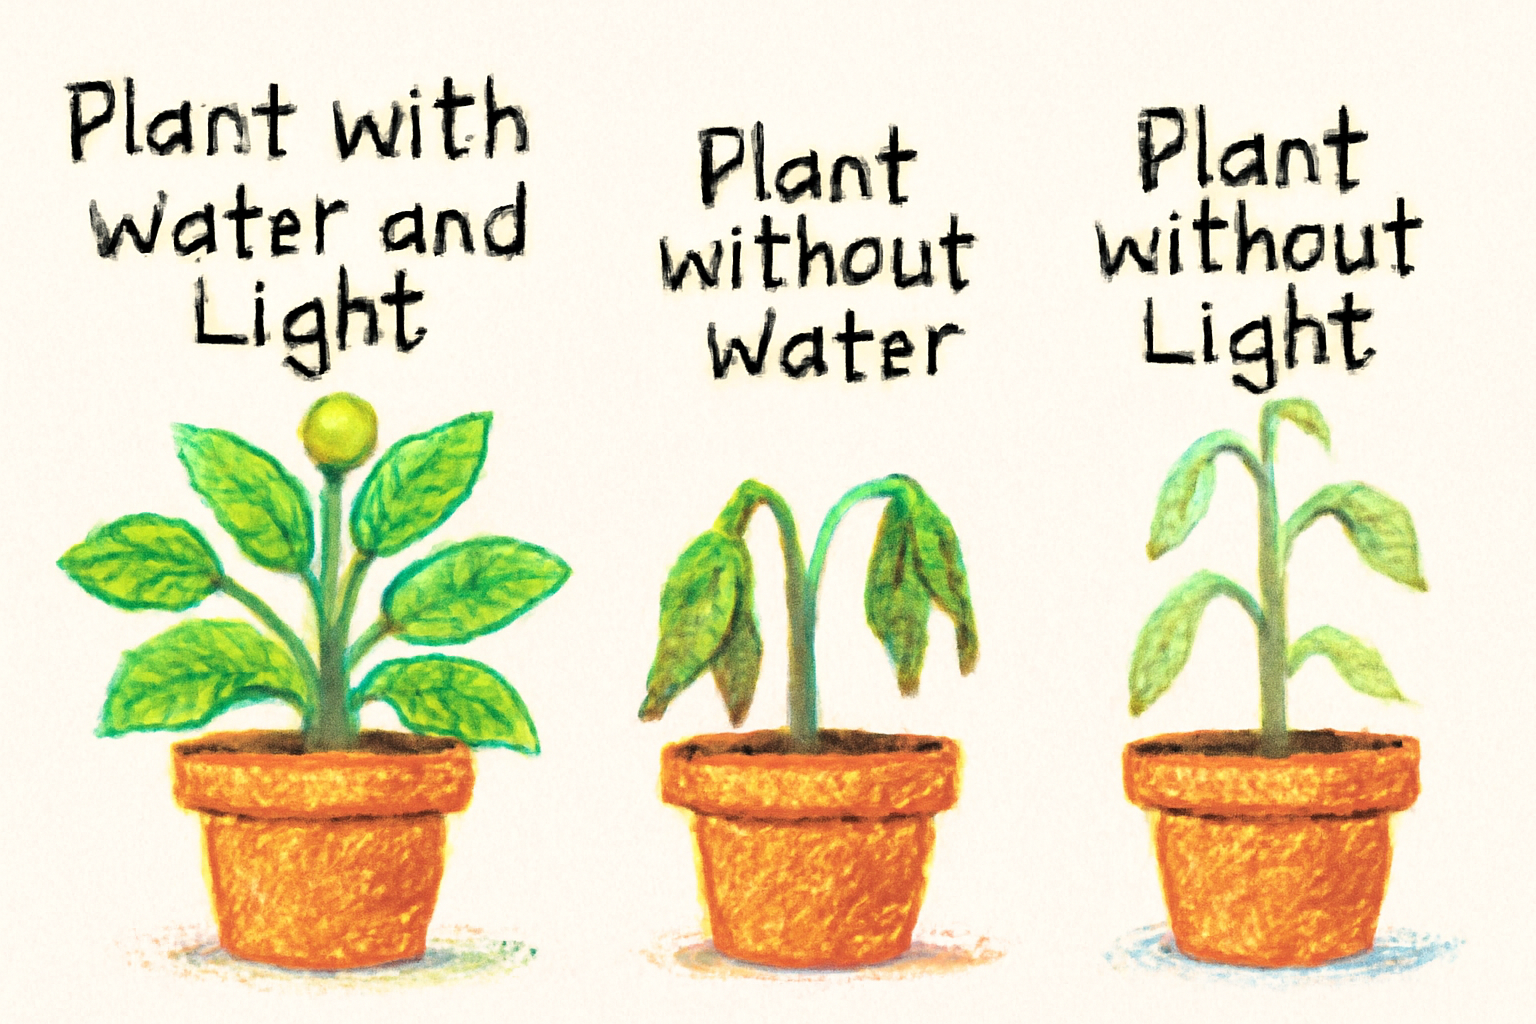 Plant with
Water and
Light
Plant
without
Water
Plant
without
Light